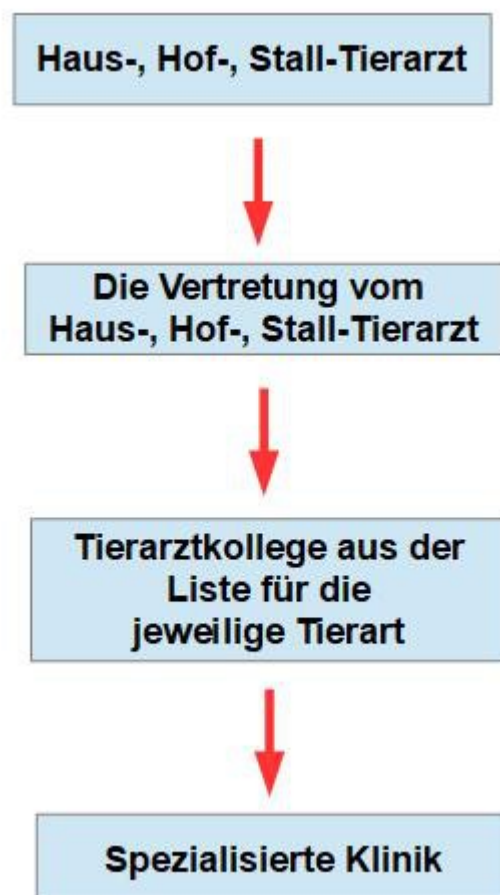 Haus-, Hof-, Stall-Tierarzt
Die Vertretung vom
Haus-, Hof-, Stall-Tierarzt
Tierarztkollege aus der
Liste für die
jeweilige Tierart
Spezialisierte Klinik